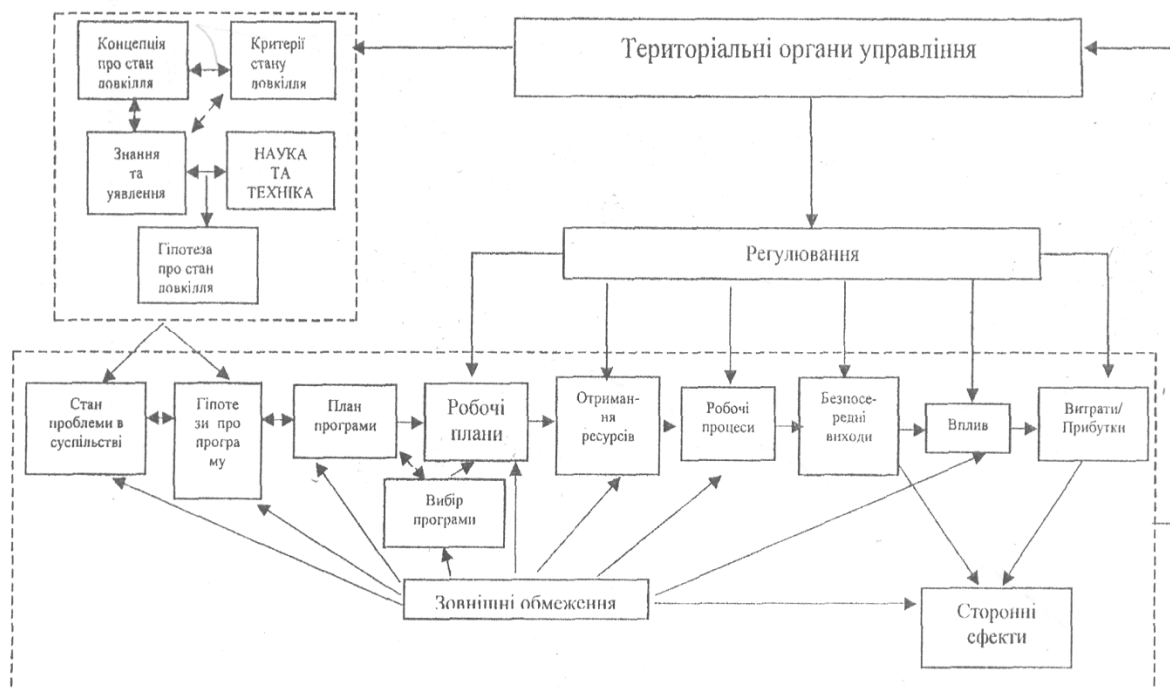 Концепція
про стан
довкілля
Критерії
стану
довкілля
Територіальні органи управління
Знання
та
уявлення
НАУКА
ТА
ТЕХНІКА
Гіпотеза
про стан
довкілля
Регулювання
Стан
проблеми в
суспільстві
Гіпоте
зи про
програ
му
План
програми
Робочі
плани
Отриман-
ня
ресурсів
Робочі
процеси
Безпосе-
редні
виходи
Вплив
Витрати/
Прибутки
Вибір
програми
Зовнішні обмеження
Сторонні
ефекти